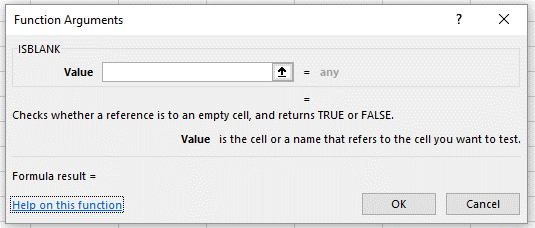 Function Arguments ? ×
ISBLANK
Value = any
=
Checks whether a reference is to an empty cell, and returns TRUE or FALSE.
Value is the cell or a name that refers to the cell you want to test.
Formula result =
Help on this function OK Cancel